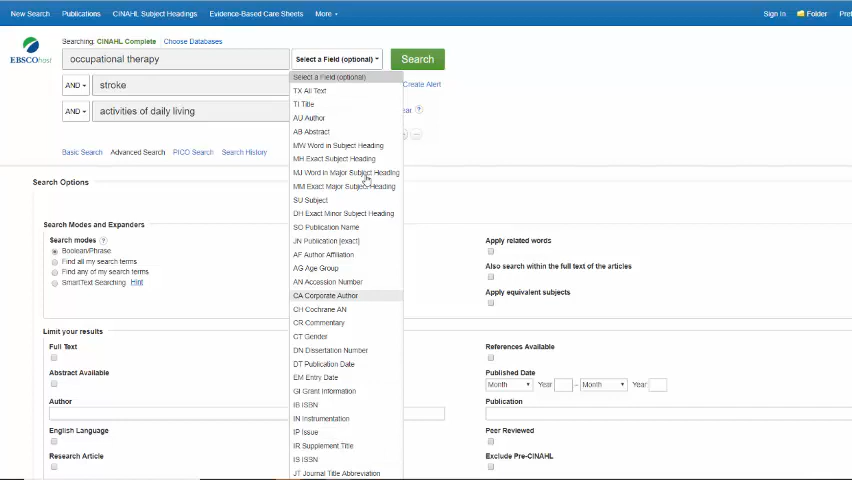 New Search Publications CINAHL Subject Headings Evidence-Based Care Sheets More Sign In Folder Pref
Searching: CINAHL Complete Choose Databases
EBSCOhost
occupational therapy Select a Field (optional) Search
Select a Field (optional)
AND stroke Create Alert
TX All Text
TI Title
AND activities of daily living ear ?
AU Author
AB Abstract
MW Word in Subject Heading
Basic Search Advanced Search PICO Search Search History
MH Exact Subject Heading
MJ Word in Major Subject Heading
Search Options
MM Exact Major Subject Heading
SU Subject
DH Exact Minor Subject Heading
Search Modes and Expanders
SO Publication Name
Search modes ?
Boolean/Phrase
Find all my search terms
Find any of my search terms
SmartText Searching Hint
JN Publication [exact]
AF Author Affiliation
AG Age Group
AN Accession Number
CA Corporate Author
CH Cochrane AN
CR Commentary
CT Gender
DN Dissertation Number
DT Publication Date
EM Entry Date
GI Grant Information
IB ISBN
IN Instrumentation
IP Issue
IR Supplement Title
IS ISSN
JT Journal Title Abbreviation
Apply related words
Also search within the full text of the articles
Apply equivalent subjects
Limit your results
Full Text
Abstract Available
Author
English Language
Research Article
References Available
Published Date
Month Year – Month Year
Publication
Peer Reviewed
Exclude Pre-CINAHL